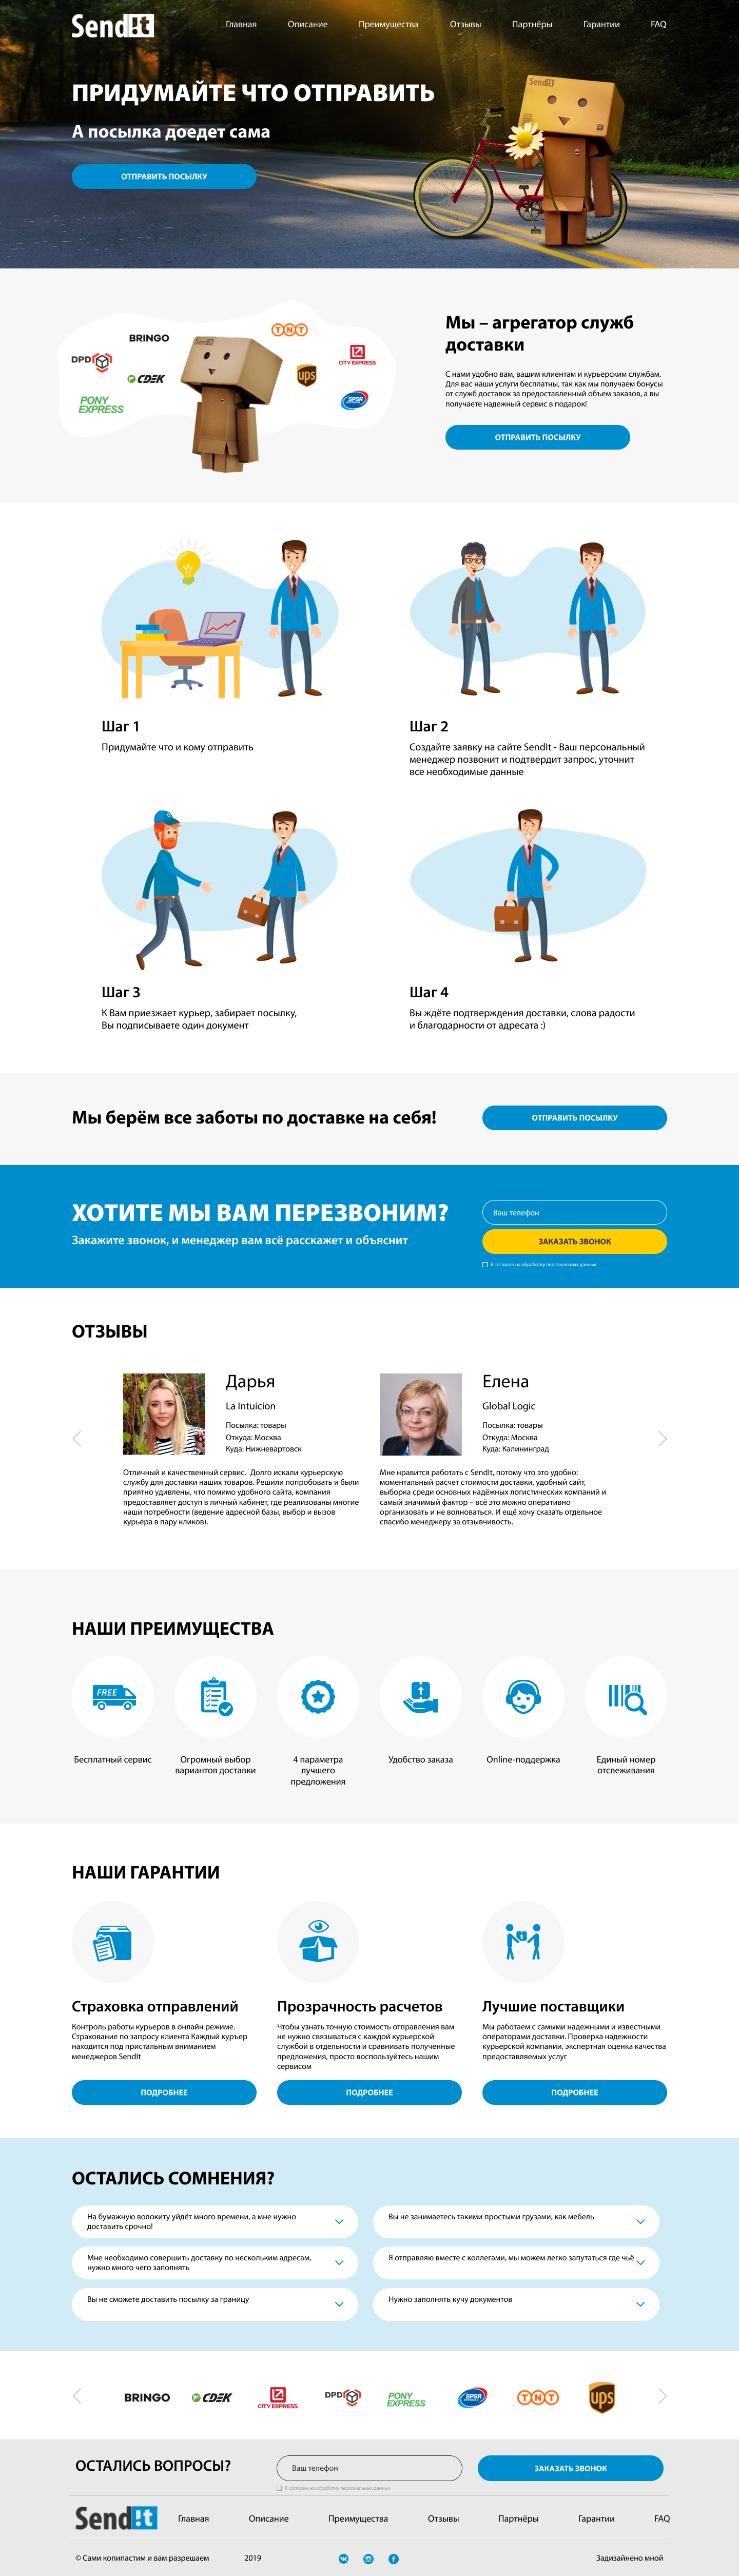 SendIt
Главная Описание Преимущества Отзывы Партнёры Гарантии FAQ
ПРИДУМАЙТЕ ЧТО ОТПРАВИТЬ
А посылка доедет сама
ОТПРАВИТЬ ПОСЫЛКУ
SendIt
BRINGO
TNT
DPD
CDEK
CITY EXPRESS
ups
PONY
EXPRESS
SPSR
SendIt
Мы – агрегатор служб
доставки
С нами удобно вам, вашим клиентам и курьерским службам.
Для вас наши услуги бесплатны, так как мы получаем бонусы
от служб доставок за предоставленный объем заказов, а вы
получаете надежный сервис в подарок!
ОТПРАВИТЬ ПОСЫЛКУ
Шаг 1
Придумайте что и кому отправить
Шаг 2
Создайте заявку на сайте SendIt - Ваш персональный
менеджер позвонит и подтвердит запрос, уточнит
все необходимые данные
Шаг 3
К Вам приезжает курьер, забирает посылку,
Вы подписываете один документ
Шаг 4
Вы ждёте подтверждения доставки, слова радости
и благодарности от адресата :)
Мы берём все заботы по доставке на себя!
ОТПРАВИТЬ ПОСЫЛКУ
ХОТИТЕ МЫ ВАМ ПЕРЕЗВОНИМ?
Закажите звонок, и менеджер вам всё расскажет и объяснит
Ваш телефон
ЗАКАЗАТЬ ЗВОНОК
Я согласен на обработку персональных данных
ОТЗЫВЫ
Дарья
La Intuicion
Посылка: товары
Откуда: Москва
Куда: Нижневартовск
Отличный и качественный сервис. Долго искали курьерскую
службу для доставки наших товаров. Решили попробовать и были
приятно удивлены, что помимо удобного сайта, компания
предоставляет доступ в личный кабинет, где реализованы многие
наши потребности (ведение адресной базы, выбор и вызов
курьера в пару кликов).
Елена
Global Logic
Посылка: товары
Откуда: Москва
Куда: Калининград
Мне нравится работать с SendIt, потому что это удобно:
моментальный расчет стоимости доставки, удобный сайт,
выборка среди основных надёжных логистических компаний и
самый значимый фактор – всё это можно оперативно
организовать и не волноваться. И ещё хочу сказать отдельное
спасибо менеджеру за отзывчивость.
НАШИ ПРЕИМУЩЕСТВА
FREE
Бесплатный сервис
Огромный выбор
вариантов доставки
4 параметра
лучшего
предложения
Удобство заказа
Online-поддержка
Единый номер
отслеживания
НАШИ ГАРАНТИИ
Страховка отправлений
Контроль работы курьеров в онлайн режиме.
Страхование по запросу клиента Каждый куръер
находится под пристальным вниманием
менеджеров SendIt
ПОДРОБНЕЕ
Прозрачность расчетов
Чтобы узнать точную стоимость отправления вам
не нужно связываться с каждой курьерской
службой в отдельности и сравнивать полученные
предложения, просто воспользуйтесь нашим
сервисом
ПОДРОБНЕЕ
Лучшие поставщики
Мы работаем с самыми надежными и известными
операторами доставки. Проверка надежности
курьерской компании, экспертная оценка качества
предоставляемых услуг
ПОДРОБНЕЕ
ОСТАЛИСЬ СОМНЕНИЯ?
На бумажную волокиту уйдёт много времени, а мне нужно
доставить срочно!
Вы не занимаетесь такими простыми грузами, как мебель
Мне необходимо совершить доставку по нескольким адресам,
нужно много чего заполнять
Я отправляю вместе с коллегами, мы можем легко запутаться где чьё
Вы не сможете доставить посылку за границу
Нужно заполнять кучу документов
BRINGO
CDEK
CITY EXPRESS
DPD
PONY
EXPRESS
SPSR
TNT
ups
ОСТАЛИСЬ ВОПРОСЫ?
Ваш телефон
ЗАКАЗАТЬ ЗВОНОК
Я согласен на обработку персональных данных
SendIt
Главная Описание Преимущества Отзывы Партнёры Гарантии FAQ
© Сами копипастим и вам разрешаем 2019
Задизайнено мной